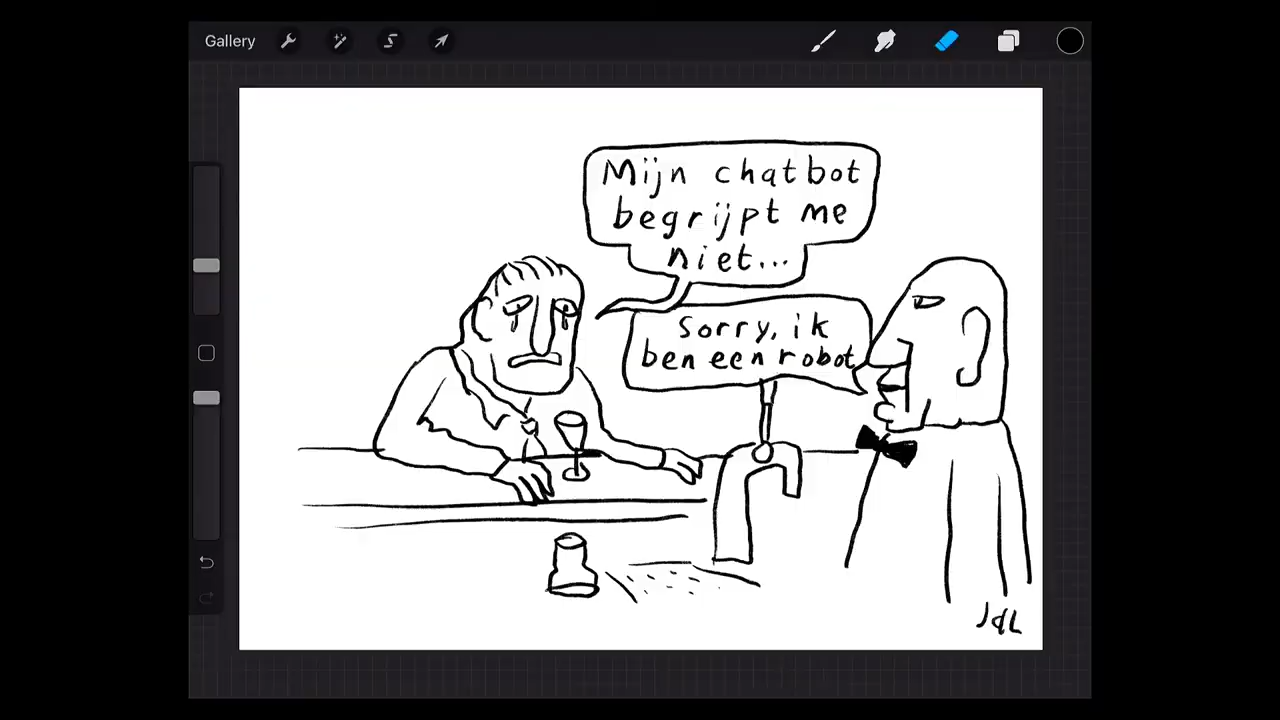 Gallery
Mijn chatbot
begrijpt me
niet...
Sorry, ik
ben een robot
JdL